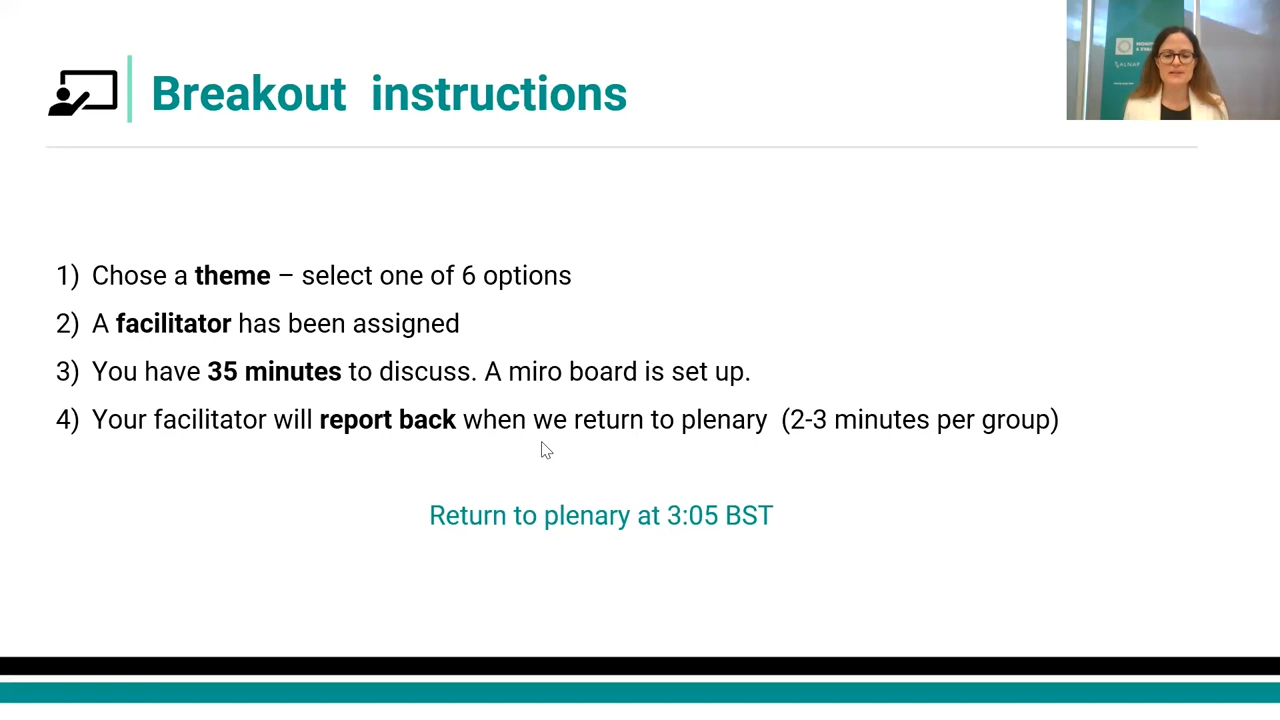 Breakout instructions
ALNAP
1) Chose a theme – select one of 6 options
2) A facilitator has been assigned
3) You have 35 minutes to discuss. A miro board is set up.
4) Your facilitator will report back when we return to plenary (2-3 minutes per group)
Return to plenary at 3:05 BST